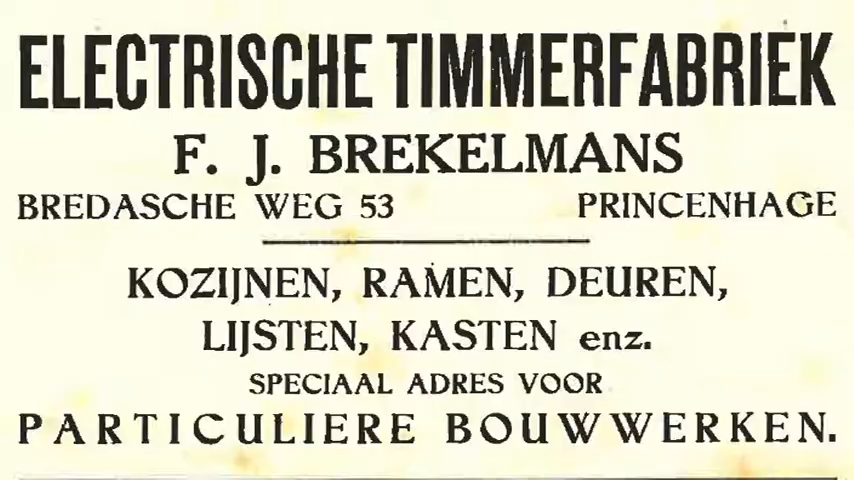 ELECTRISCHE TIMMERFABRIEK
F. J. BREKELMANS
BREDASCHE WEG 53 PRINCENHAGE
KOZIJNEN, RAMEN, DEUREN,
LIJSTEN, KASTEN enz.
SPECIAAL ADRES VOOR
PARTICULIERE BOUWWERKEN.